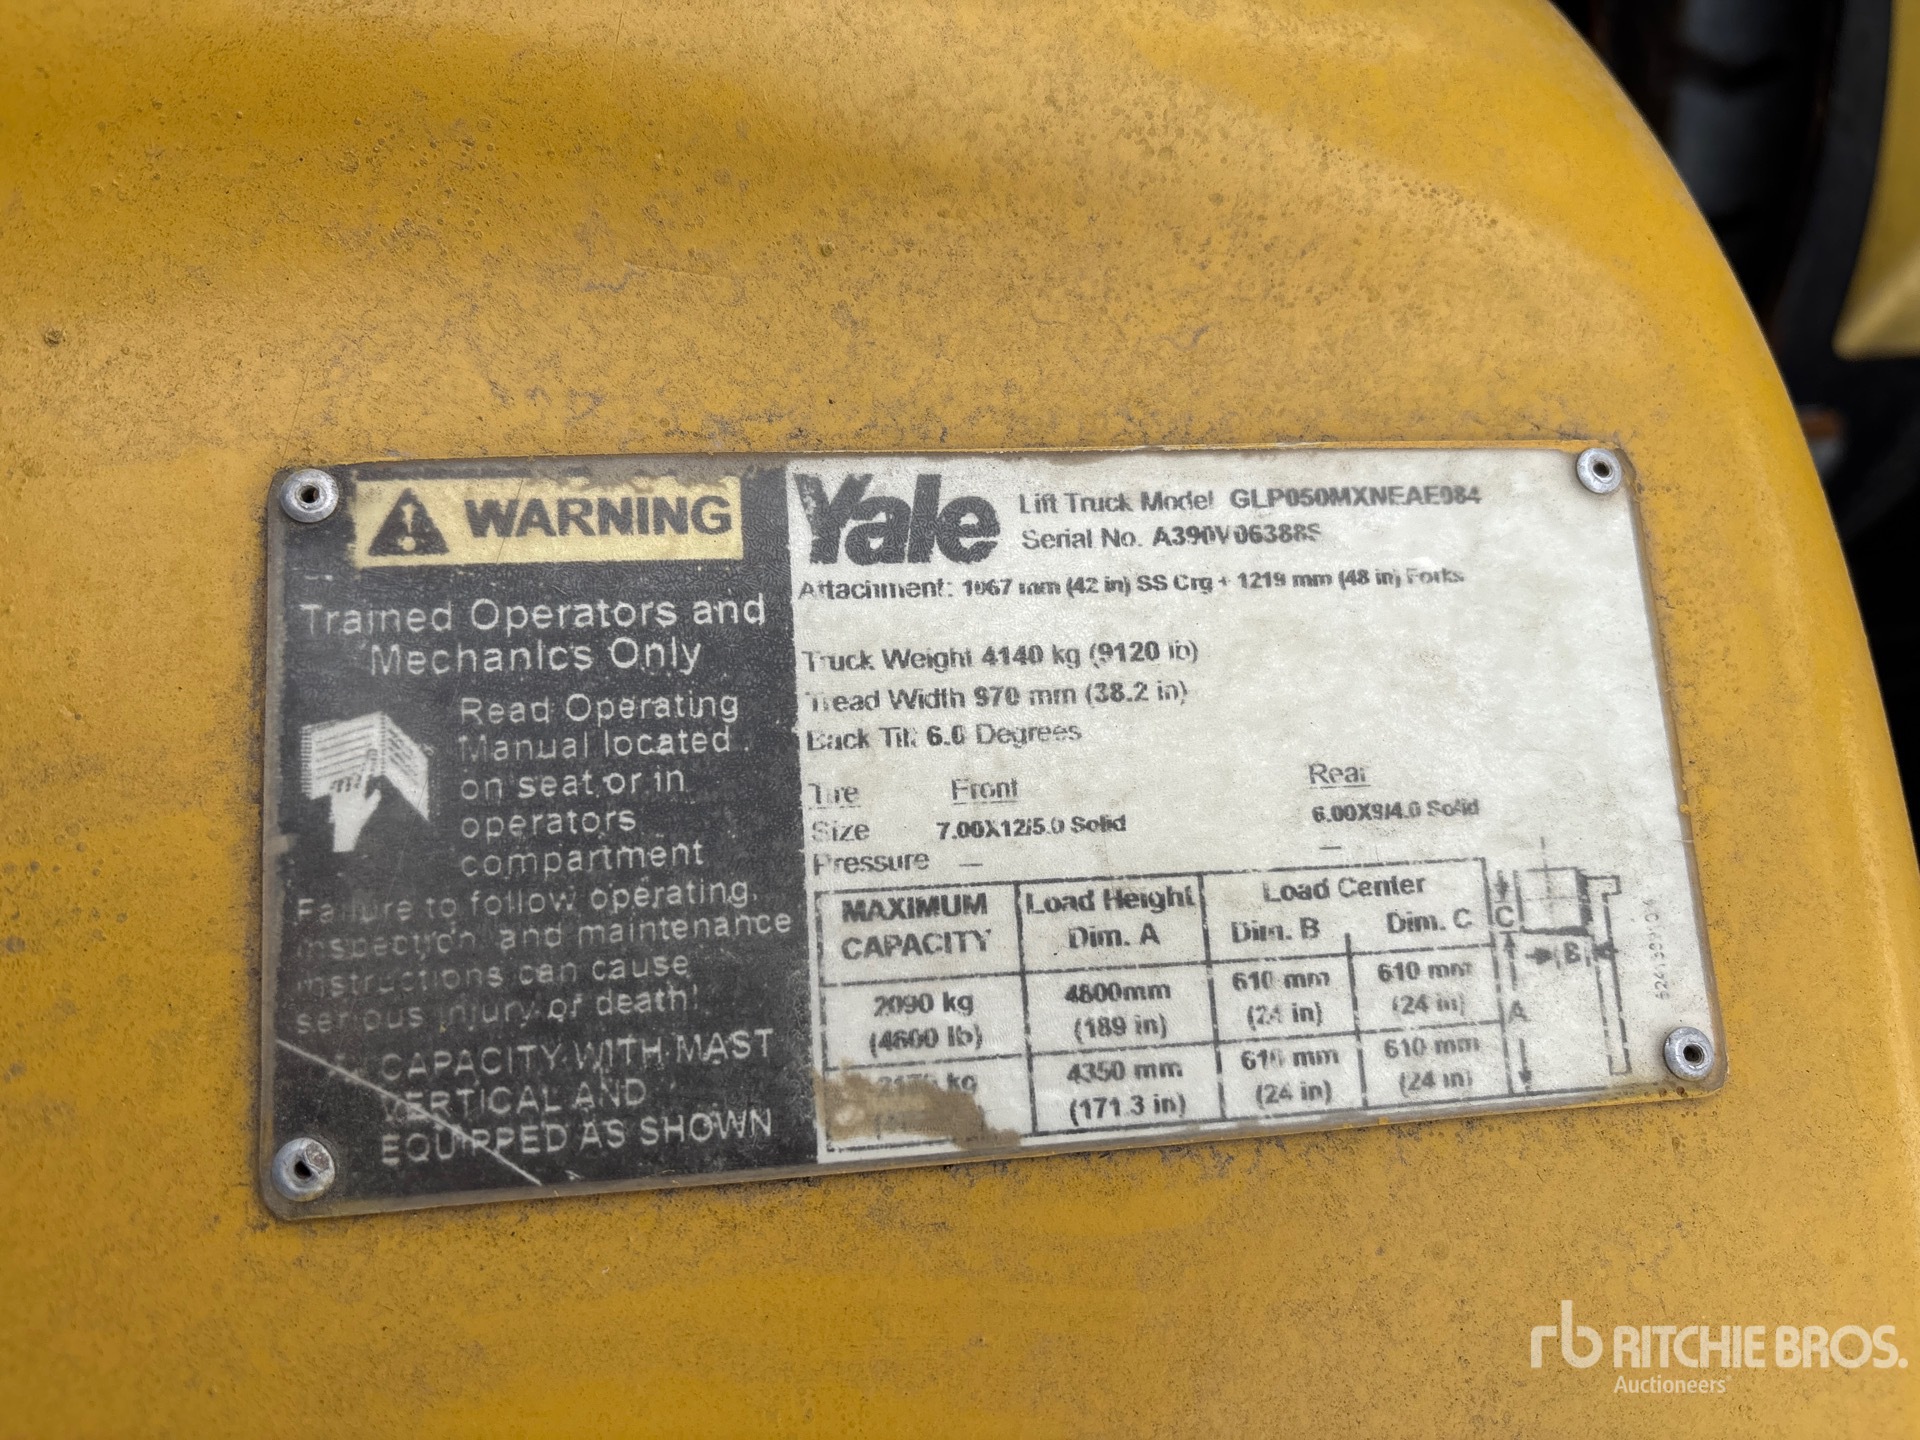 WARNING
Trained Operators and
Mechanics Only
Read Operating
Manual located
on seat or in
operators
compartment
Failure to follow operating,
inspection and maintenance
instructions can cause
serious injury or death!
CAPACITY WITH MAST
VERTICAL AND
EQUIPPED AS SHOWN
Yale
Lift Truck Model GLP050MXNEAE084
Serial No. A390V06388S
Attachment: 1067 mm (42 in) SS Crg + 1219 mm (48 in) Forks
Truck Weight 4140 kg (9120 lb)
Tread Width 970 mm (38.2 in)
Back Tilt 6.0 Degrees
Tire Front Rear
Size 7.00X12/5.0 Solid 6.00X9/4.0 Solid
Pressure — —
MAXIMUM CAPACITY Load Height Dim. A Load Center Dim. B Dim. C
2090 kg (4600 lb) 4800mm (189 in) 610 mm (24 in) 610 mm (24 in)
kg 4350 mm (171.3 in) 610 mm (24 in) 610 mm (24 in)
C
B
A
rb RITCHIE BROS.
Auctioneers